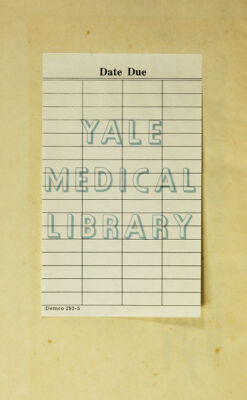 Date Due
YALE
MEDICAL
LIBRARY
Demco 293-5